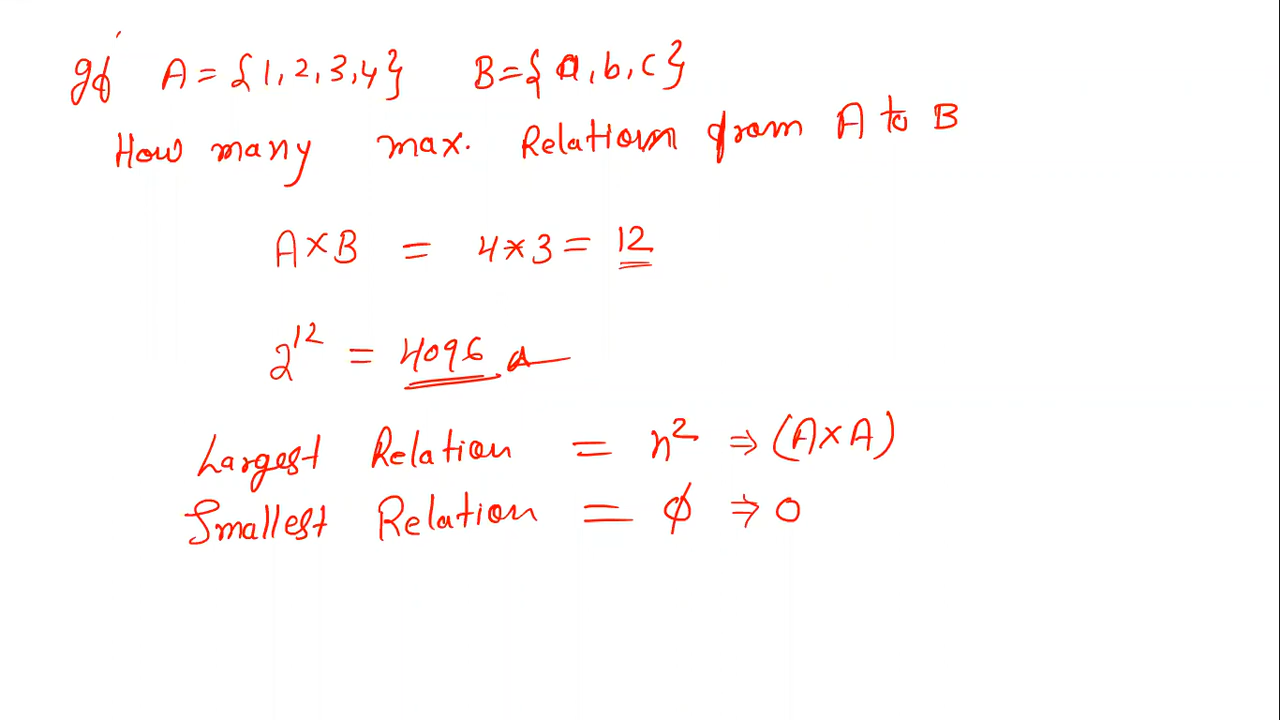 If A = {1, 2, 3, 4} B = {a, b, c}
How many max. Relation from A to B
A×B = 4*3 = 12
2^12 = 4096
Largest Relation = n² ⇒ (A×A)
Smallest Relation = ϕ ⇒ 0